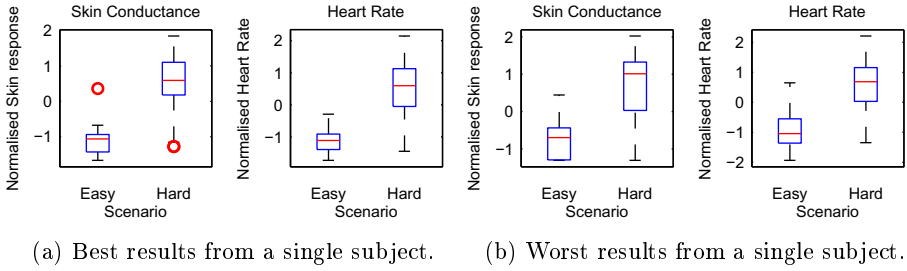 Skin Conductance
Normalised Skin response
2
1
0
−1
Easy Hard
Scenario
Heart Rate
Normalised Heart Rate
2
1
0
−1
Easy Hard
Scenario
(a) Best results from a single subject.
Skin Conductance
Normalised Skin response
2
1
0
−1
Easy Hard
Scenario
Heart Rate
Normalised Heart Rate
2
1
0
−1
−2
Easy Hard
Scenario
(b) Worst results from a single subject.